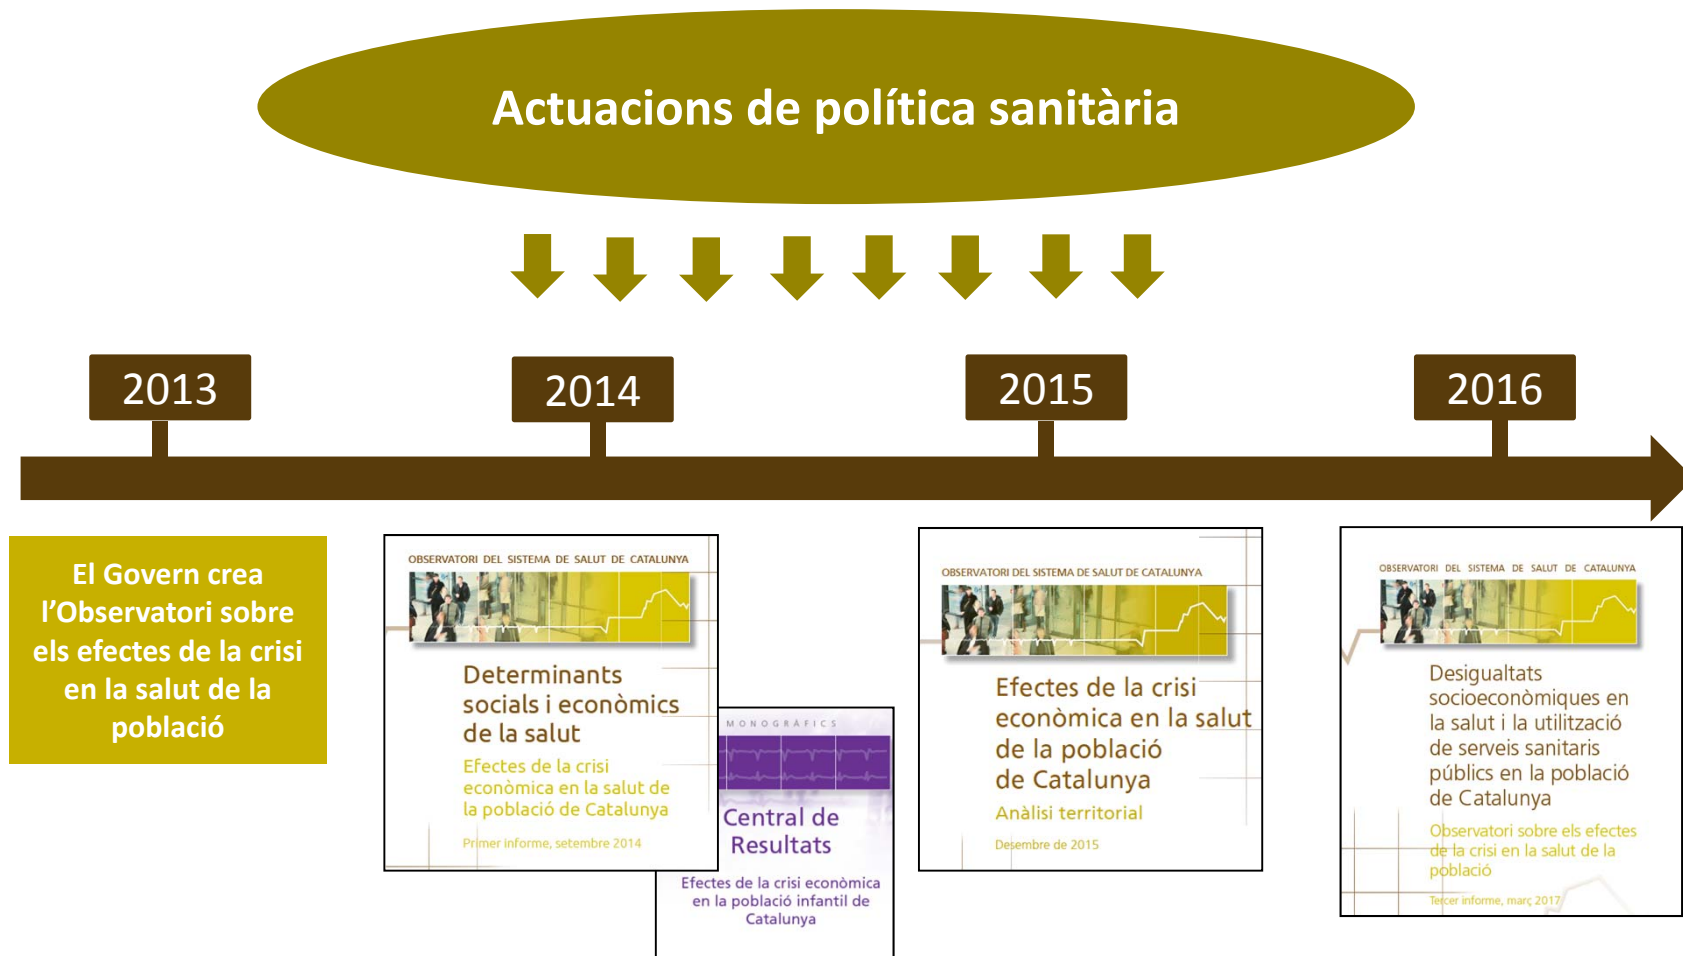 Actuacions de política sanitària
2013
2014
2015
2016
El Govern crea
l’Observatori sobre
els efectes de la crisi
en la salut de la
població
OBSERVATORI DEL SISTEMA DE SALUT DE CATALUNYA
Determinants
socials i econòmics
de la salut
Efectes de la crisi
econòmica en la salut de
la població de Catalunya
Primer informe, setembre 2014
MONOGRÀFICS
Central de
Resultats
Efectes de la crisi econòmica
en la població infantil de
Catalunya
OBSERVATORI DEL SISTEMA DE SALUT DE CATALUNYA
Efectes de la crisi
econòmica en la salut
de la població
de Catalunya
Anàlisi territorial
Desembre de 2015
OBSERVATORI DEL SISTEMA DE SALUT DE CATALUNYA
Desigualtats
socioeconòmiques en
la salut i la utilització
de serveis sanitaris
públics en la població
de Catalunya
Observatori sobre els efectes
de la crisi en la salut de la
població
Tercer informe, març 2017